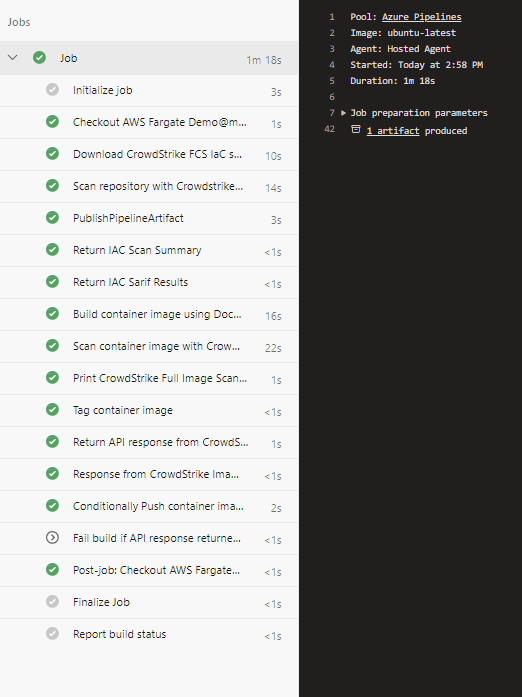 Jobs
Job 1m 18s
Initialize job 3s
Checkout AWS Fargate Demo@m... 1s
Download CrowdStrike FCS IaC s... 10s
Scan repository with Crowdstrike... 14s
PublishPipelineArtifact 3s
Return IAC Scan Summary <1s
Return IAC Sarif Results <1s
Build container image using Doc... 16s
Scan container image with Crow... 22s
Print CrowdStrike Full Image Scan... 1s
Tag container image <1s
Return API response from CrowdS... 1s
Response from CrowdStrike Ima... <1s
Conditionally Push container ima... 2s
Fail build if API response returne... <1s
Post-job: Checkout AWS Fargate... <1s
Finalize Job <1s
Report build status <1s
1 Pool: Azure Pipelines
2 Image: ubuntu-latest
3 Agent: Hosted Agent
4 Started: Today at 2:58 PM
5 Duration: 1m 18s
6
7 Job preparation parameters
42 1 artifact produced